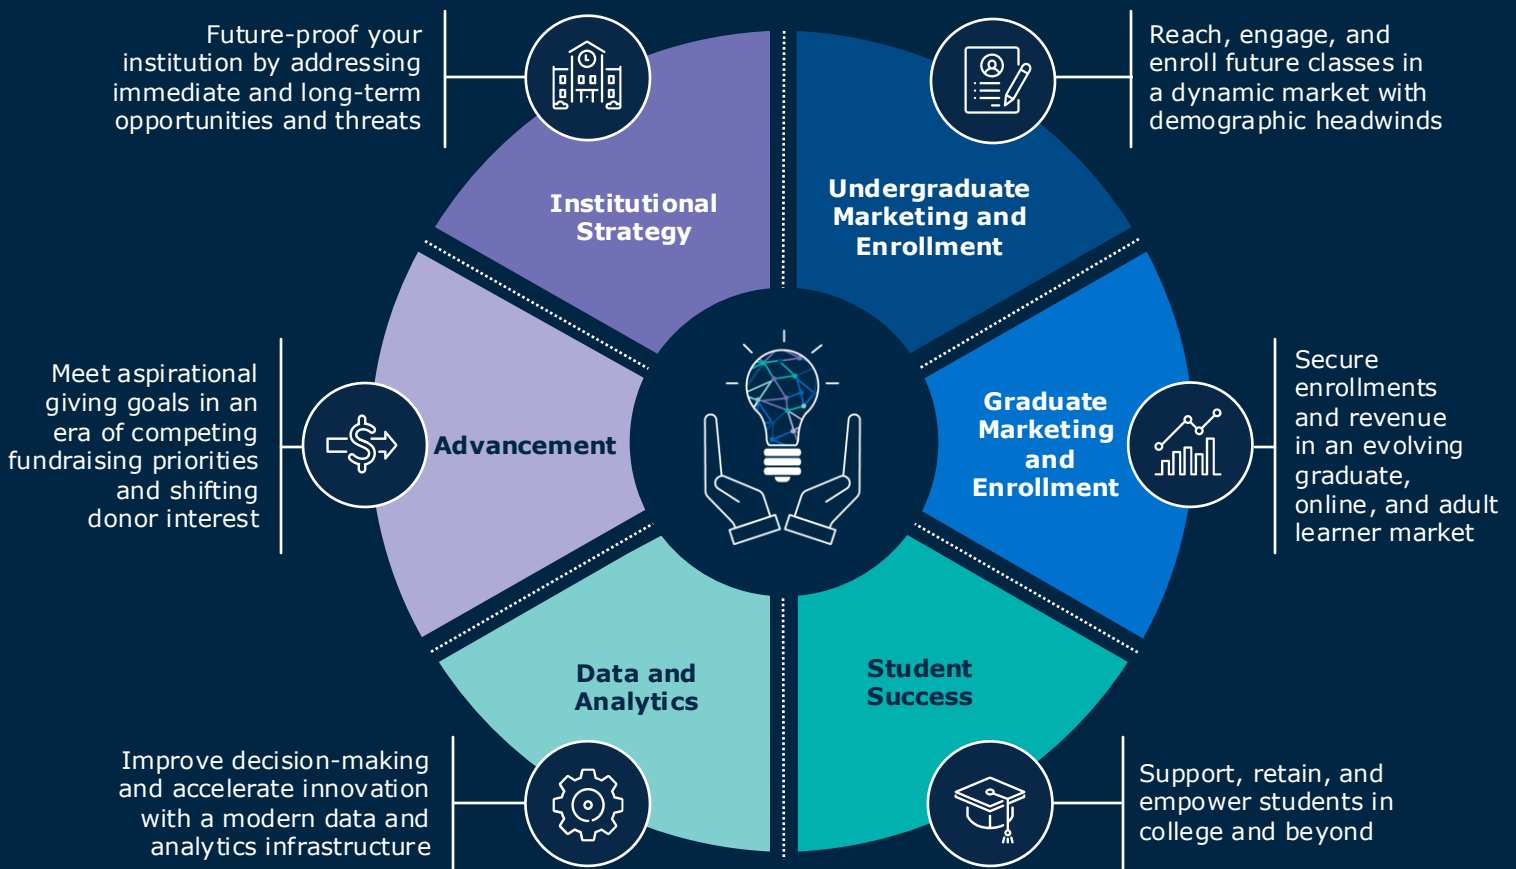 Future-proof your
institution by addressing
immediate and long-term
opportunities and threats
Institutional
Strategy
Reach, engage, and
enroll future classes in
a dynamic market with
demographic headwinds
Undergraduate
Marketing and
Enrollment
Meet aspirational
giving goals in an
era of competing
fundraising priorities
and shifting
donor interest
Advancement
Graduate
Marketing
and
Enrollment
Secure
enrollments
and revenue
in an evolving
graduate,
online, and adult
learner market
Data and
Analytics
Improve decision-making
and accelerate innovation
with a modern data and
analytics infrastructure
Student
Success
Support, retain, and
empower students in
college and beyond